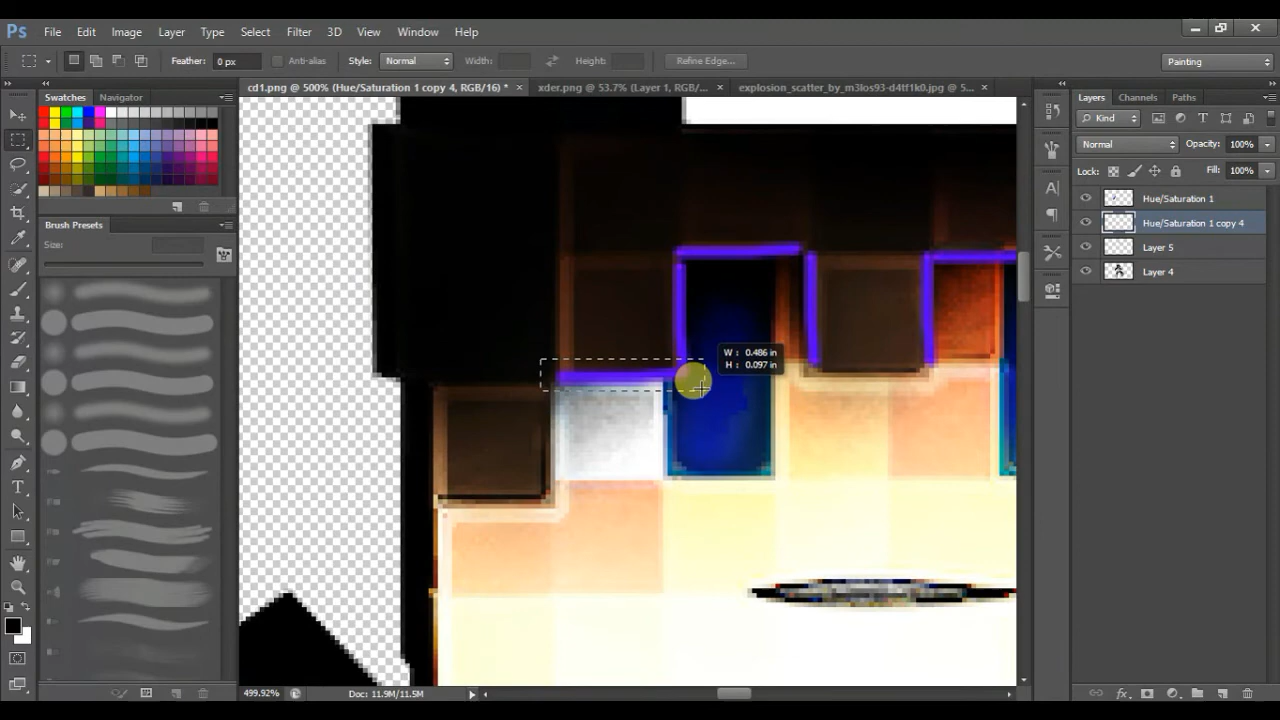 Ps File Edit Image Layer Type Select Filter 3D View Window Help
Feather: 0 px Anti-alias Style: Normal Width: Height: Refine Edge... Painting
Swatches Navigator
cd1.png @ 500% (Hue/Saturation 1 copy 4, RGB/16) * × xder.png @ 53.7% (Layer 1, RGB/... × explosion_scatter_by_m3los93-d4tf1k0.jpg @ 5... ×
Layers Channels Paths
Kind
Normal Opacity: 100%
Lock: Fill: 100%
Hue/Saturation 1
Hue/Saturation 1 copy 4
Layer 5
Layer 4
Brush Presets
Size:
W : 0.486 in
H : 0.097 in
499.92% Doc: 11.9M/11.5M